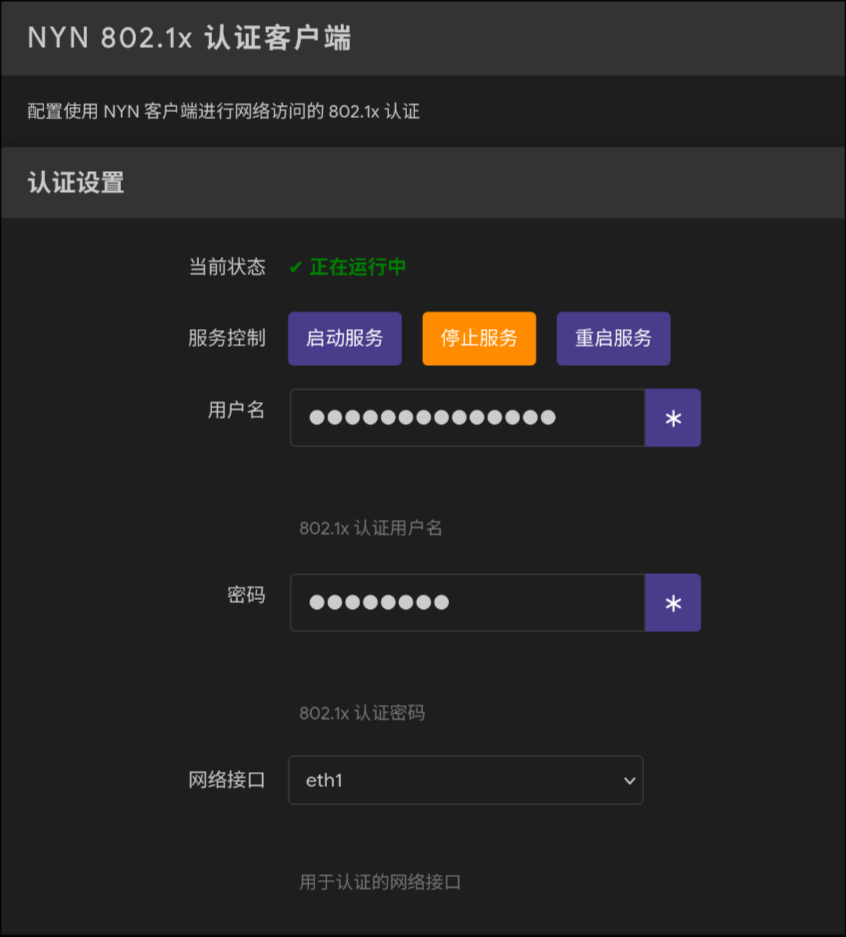 NYN 802.1x 认证客户端
配置使用 NYN 客户端进行网络访问的 802.1x 认证
认证设置
当前状态 ✔ 正在运行中
服务控制 启动服务 停止服务 重启服务
用户名 ●●●●●●●●●●●●●● *
802.1x 认证用户名
密码 ●●●●●●●● *
802.1x 认证密码
网络接口 eth1
用于认证的网络接口